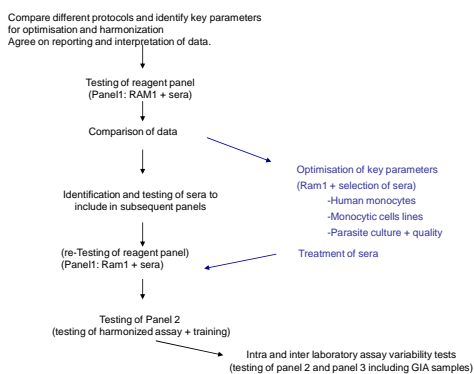 Compare different protocols and identify key parameters
for optimisation and harmonization
Agree on reporting and interpretation of data.
Testing of reagent panel
(Panel1: RAM1 + sera)
Comparison of data
Optimisation of key parameters
(Ram1 + selection of sera)
-Human monocytes
-Monocytic cells lines
-Parasite culture + quality
Identification and testing of sera to
include in subsequent panels
Treatment of sera
(re-Testing of reagent panel)
(Panel1: Ram1 + sera)
Testing of Panel 2
(testing of harmonized assay + training)
Intra and inter laboratory assay variability tests
(testing of panel 2 and panel 3 including GIA samples)